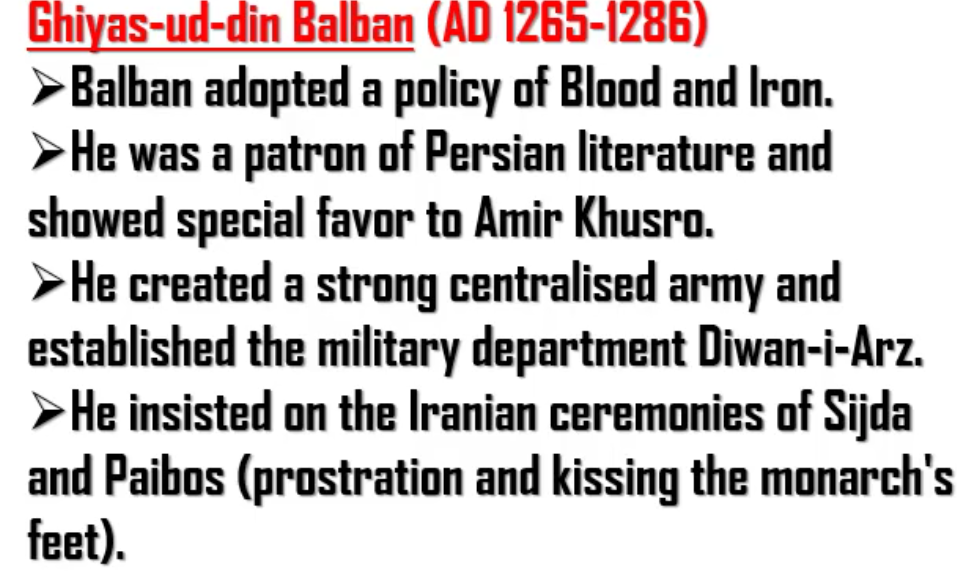 Ghiyas-ud-din Balban (AD 1265-1286)
➢Balban adopted a policy of Blood and Iron.
➢He was a patron of Persian literature and
showed special favor to Amir Khusro.
➢He created a strong centralised army and
established the military department Diwan-i-Arz.
➢He insisted on the Iranian ceremonies of Sijda
and Paibos (prostration and kissing the monarch's
feet).